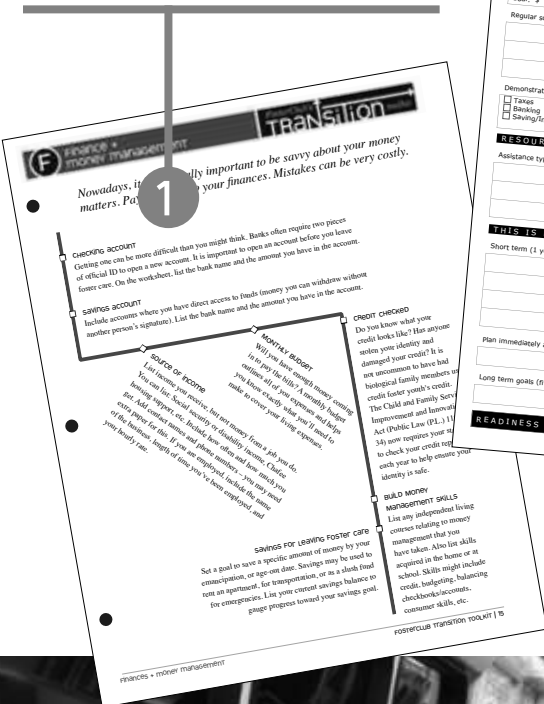 F
Finance +
money management
TRANSITION
Nowadays, it ally important to be savvy about your money
matters. Pay your finances. Mistakes can be very costly.
1
CHECKING ACCOUNT
Getting one can be more difficult than you might think. Banks often require two pieces
of official ID to open a new account. It is important to open an account before you leave
foster care. On the worksheet, list the bank name and the amount you have in the account.
SAVINGS ACCOUNT
Include accounts where you have direct access to funds (money you can withdraw without
another person's signature). List the bank name and the amount you have in the account.
SOURCE OF INCOME
List income you receive, but not money from a job you do.
You can list: Social security or disability income, Chafee
housing support, etc. Include how often and how much you
get. Add contact names and phone numbers – you may need
extra paper for this. If you are employed, include the name
of the business, length of time you've been employed, and
your hourly rate.
MONTHLY BUDGET
Will you have enough money coming
in to pay the bills? A monthly budget
outlines all of you expenses and helps
you know exactly what you'll need to
make to cover your living expenses.
CREDIT CHECKED
Do you know what your
credit looks like? Has anyone
stolen your identity and
damaged your credit? It is
not uncommon to have had
biological family members us
foster youth's credit.
The Child and Family Servi
Improvement and Innovati
Act (Public Law (P.L.) 11
34) now requires your st
to check your credit rep
each year to help ensure your
identity is safe.
BUILD MONEY
MANAGEMENT SKILLS
List any independent living
courses relating to money
management that you
have taken. Also list skills
acquired in the home or at
school. Skills might include
credit, budgeting, balancing
checkbooks/accounts,
consumer skills, etc.
SAVINGS FOR LEAVING FOSTER CARE
Set a goal to save a specific amount of money by your
emancipation, or age-out date. Savings may be used to
rent an apartment, for transportation, or as a slush fund
for emergencies. List your current savings balance to
gauge progress toward your savings goal.
FINANCES + MONEY MANAGEMENT
FOSTERCLUB TRANSITION TOOLKIT | 15
Regular s
Demonstrat
Taxes
Banking
Saving/In
RESOUR
Assistance typ
THIS IS
Short term (1 y
Plan immediately a
Long term goals (fi
READINESS